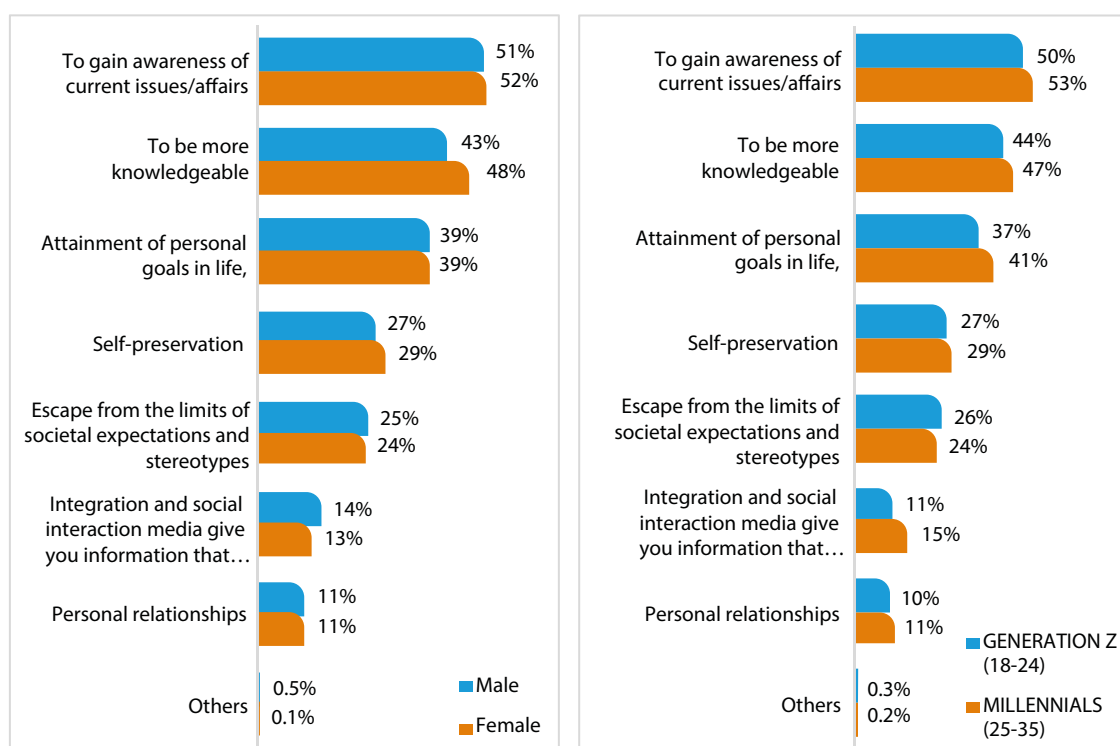 To gain awareness of
current issues/affairs
51%
52%
To be more
knowledgeable
43%
48%
Attainment of personal
goals in life,
39%
39%
Self-preservation
27%
29%
Escape from the limits of
societal expectations and
stereotypes
25%
24%
Integration and social
interaction media give
you information that…
14%
13%
Personal relationships
11%
11%
Others
0.5%
0.1%
Male
Female
To gain awareness of
current issues/affairs
50%
53%
To be more
knowledgeable
44%
47%
Attainment of personal
goals in life,
37%
41%
Self-preservation
27%
29%
Escape from the limits of
societal expectations and
stereotypes
26%
24%
Integration and social
interaction media give
you information that…
11%
15%
Personal relationships
10%
11%
Others
0.3%
0.2%
GENERATION Z
(18-24)
MILLENNIALS
(25-35)